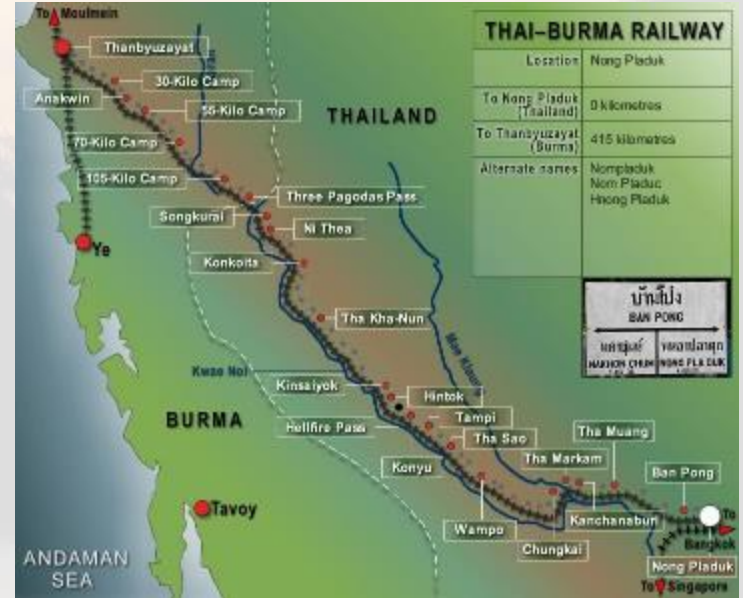 To Moulmein
THAI–BURMA RAILWAY
Location
Nong Pladuk
To Nong Pladuk
(Thailand)
0 kilometres
To Thanbyuzayat
(Burma)
415 kilometres
Alternate names
Nompladuk
Nom Pladuc
Hnong Pladuk
Thanbyuzayat
30-Kilo Camp
Anakwin
55-Kilo Camp
THAILAND
70-Kilo Camp
105-Kilo Camp
Three Pagodas Pass
Songkurai
Ni Thea
Ye
Konkoita
บ้านโป่ง
BAN PONG
NAKHON CHUM
NONG PLA DUK
Tha Kha-Nun
Mae Klong
Kwae Noi
Kinsaiyok
Hintok
BURMA
Hellfire Pass
Tampi
Tha Sao
Tha Muang
Konyu
Tha Markam
Ban Pong
Tavoy
Wampo
Kanchanaburi
To
Bangkok
Chungkai
ANDAMAN
SEA
Nong Pladuk
To Singapore